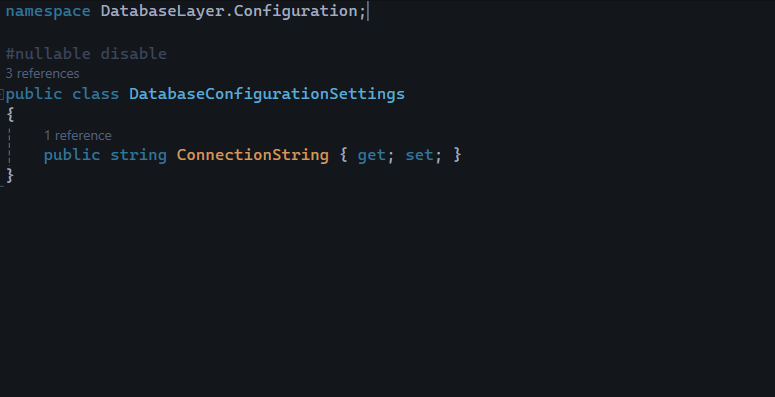 namespace DatabaseLayer.Configuration;
#nullable disable
3 references
public class DatabaseConfigurationSettings
{
1 reference
public string ConnectionString { get; set; }
}